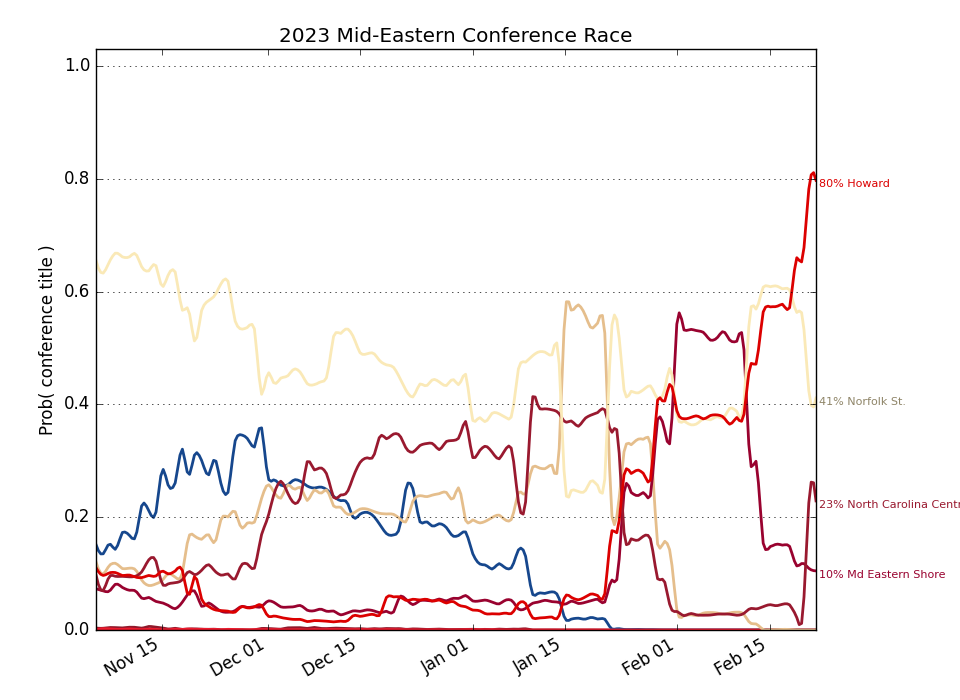 2023 Mid-Eastern Conference Race
Prob( conference title )
1.0
0.8
0.6
0.4
0.2
0.0
80% Howard
41% Norfolk St.
23% North Carolina Centr
10% Md Eastern Shore
Nov 15
Dec 01
Dec 15
Jan 01
Jan 15
Feb 01
Feb 15